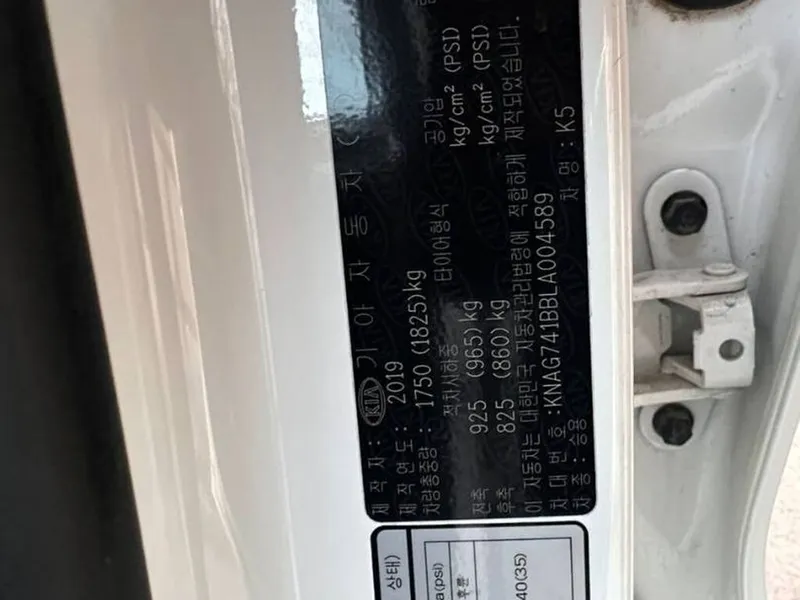 제 작 자 : KIA 기 아 자 동 차 (
제 작 연 도 : 2019
차량총중량 : 1750 (1825)kg
적차시하중 타이어형식 공기압
전축 925 (965)kg kg/cm² (PSI)
후축 825 (860)kg kg/cm² (PSI)
이 자동차는 대한민국 자동차관리법령에 적합하게 제작되었습니다.
차 대 번 호 :KNAG741BBLA004589
차 종 : 승용 차 명 : K5
상태)
a(psi)
후륜
40(35)